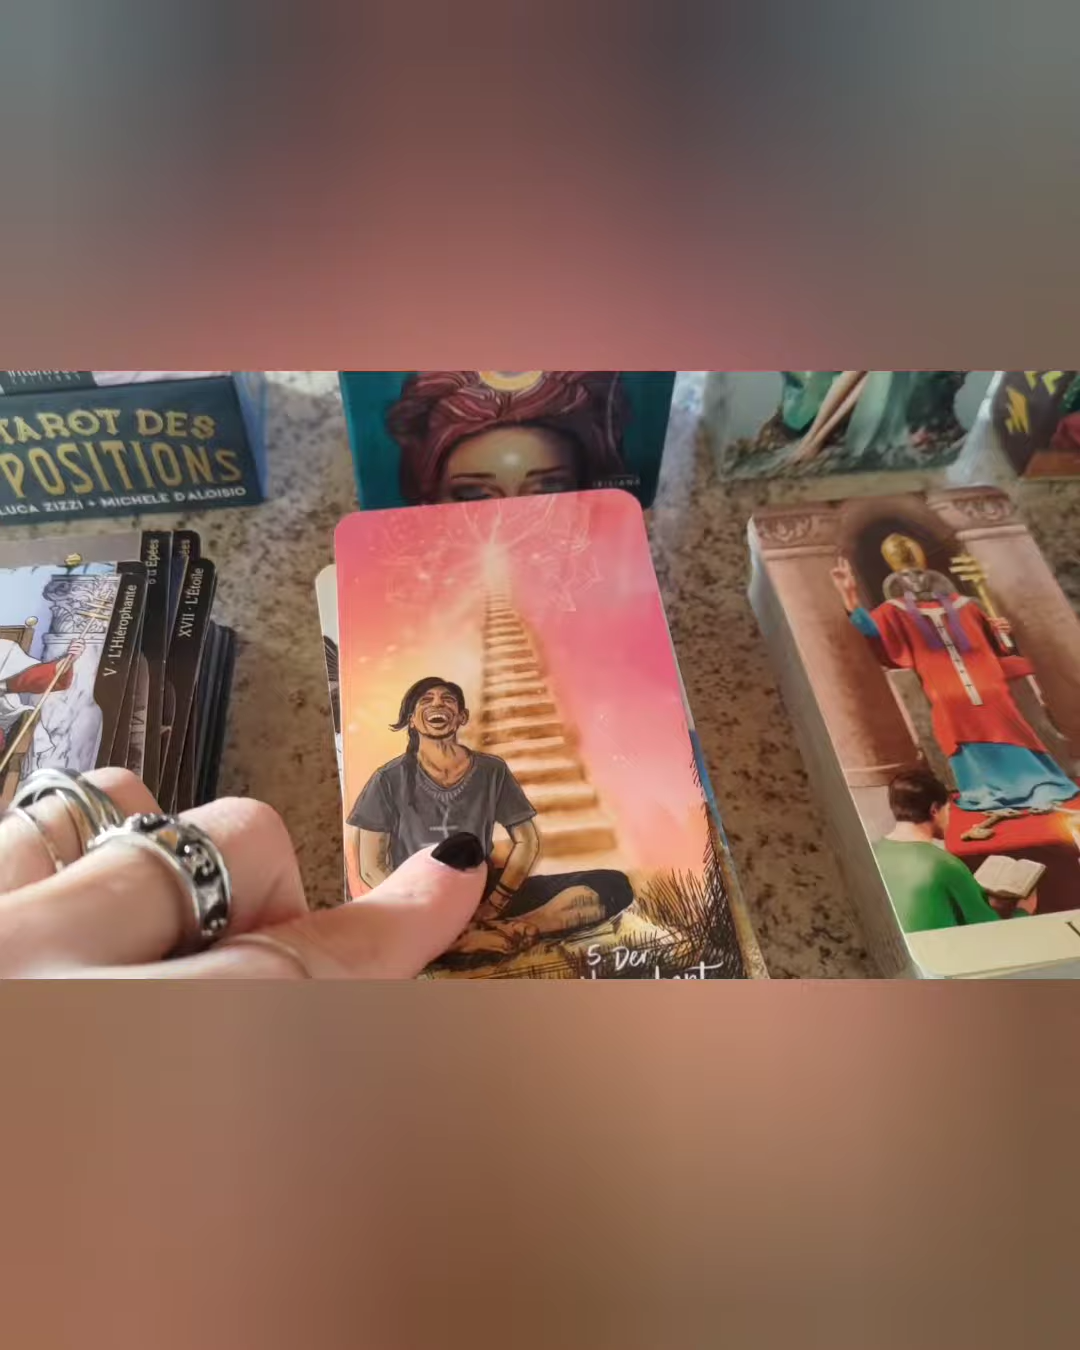 TAROT DES
POSITIONS
LUCA ZIZZI + MICHELE D'ALOISIO
V · L'Hiérophante
Épées
XVII · L'Étoile
5. Der